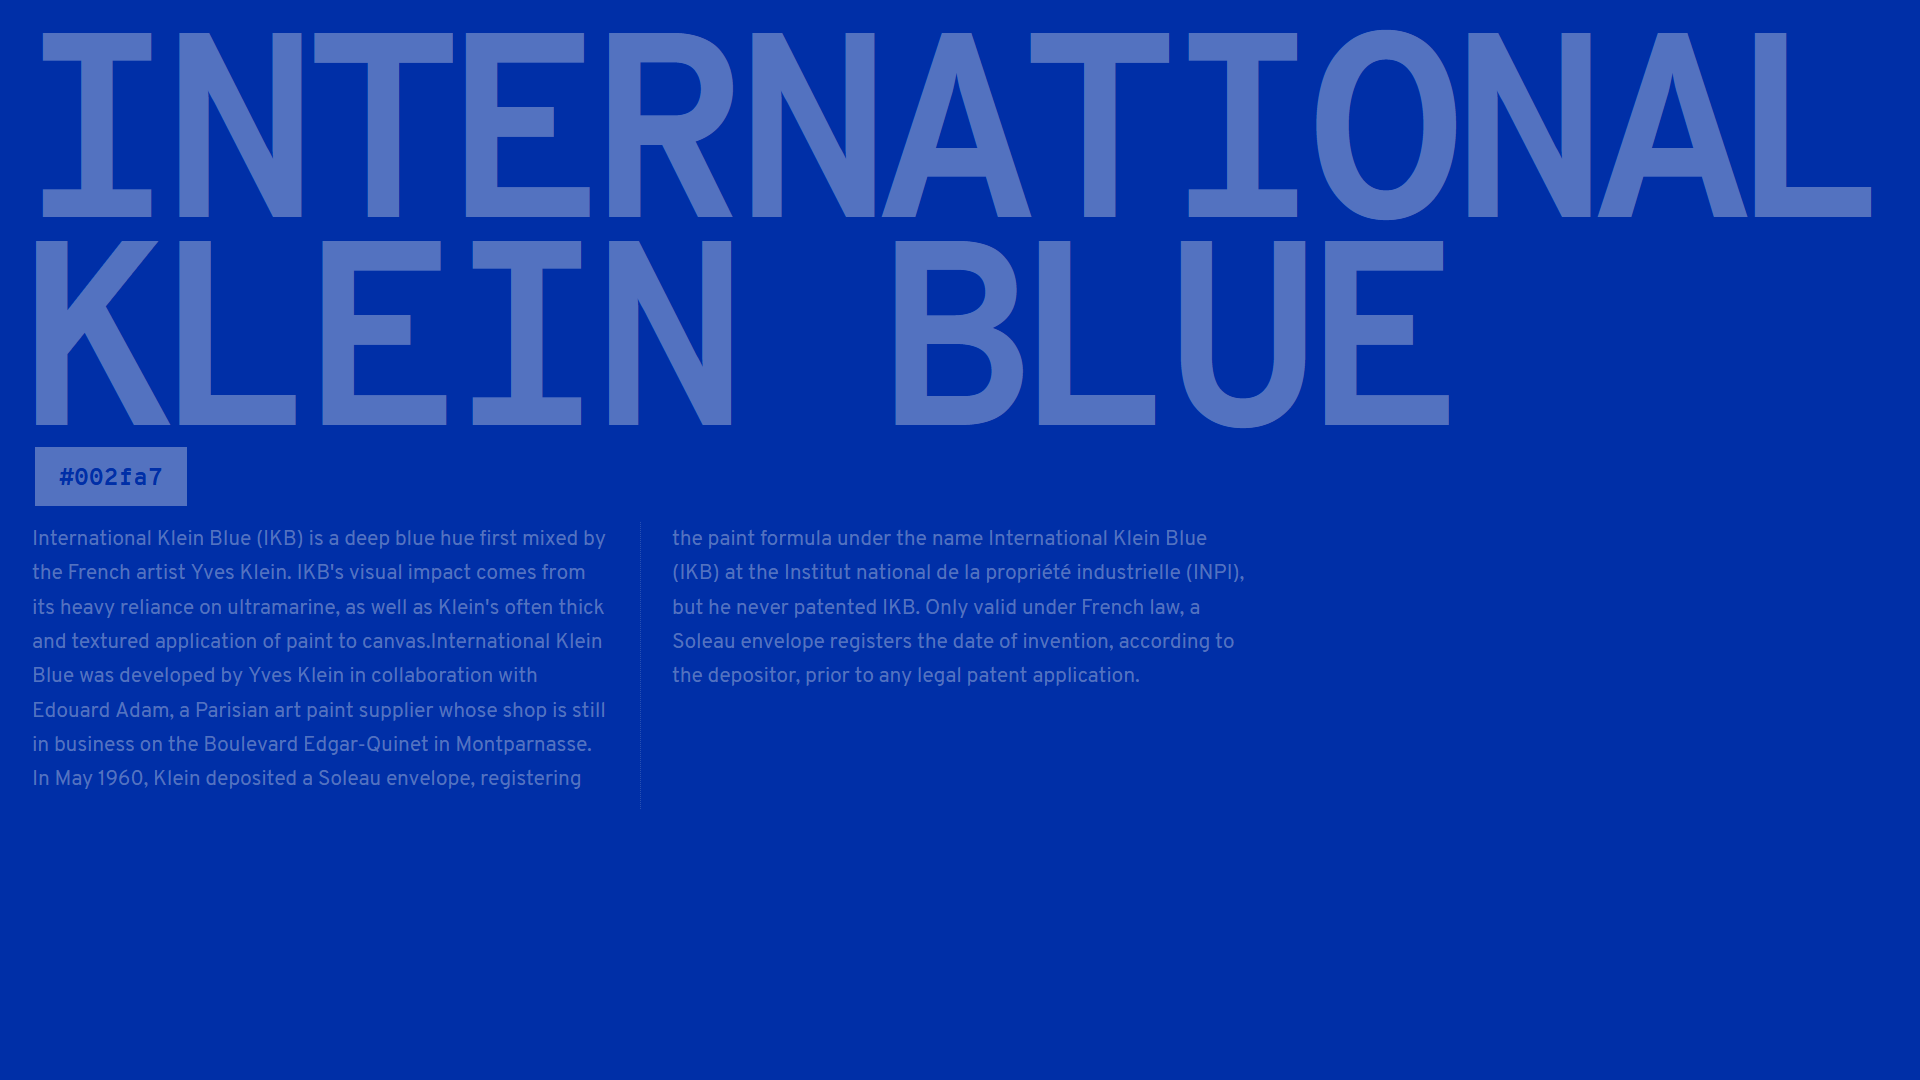 INTERNATIONAL
KLEIN BLUE
#002fa7
International Klein Blue (IKB) is a deep blue hue first mixed by
the French artist Yves Klein. IKB's visual impact comes from
its heavy reliance on ultramarine, as well as Klein's often thick
and textured application of paint to canvas.International Klein
Blue was developed by Yves Klein in collaboration with
Edouard Adam, a Parisian art paint supplier whose shop is still
in business on the Boulevard Edgar-Quinet in Montparnasse.
In May 1960, Klein deposited a Soleau envelope, registering
the paint formula under the name International Klein Blue
(IKB) at the Institut national de la propriété industrielle (INPI),
but he never patented IKB. Only valid under French law, a
Soleau envelope registers the date of invention, according to
the depositor, prior to any legal patent application.